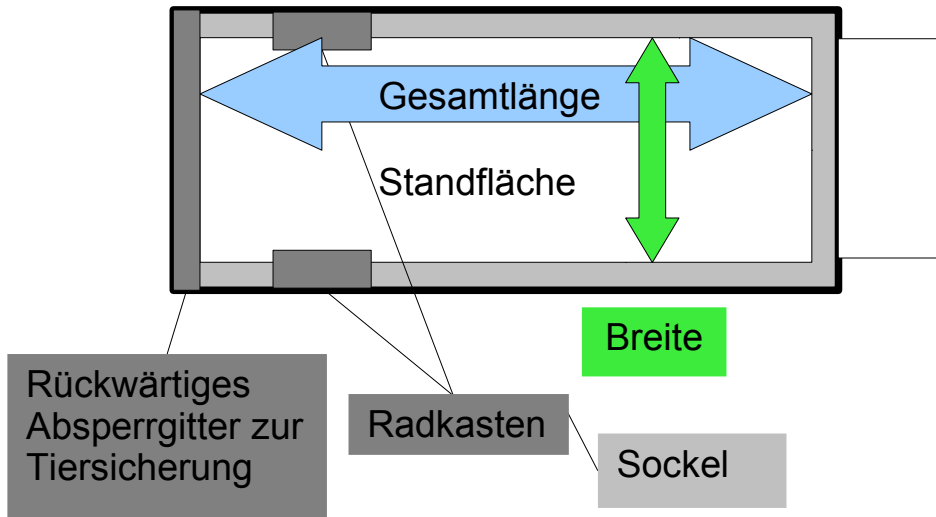 Gesamtlänge
Standfläche
Breite
Rückwärtiges
Absperrgitter zur
Tiersicherung
Radkasten
Sockel